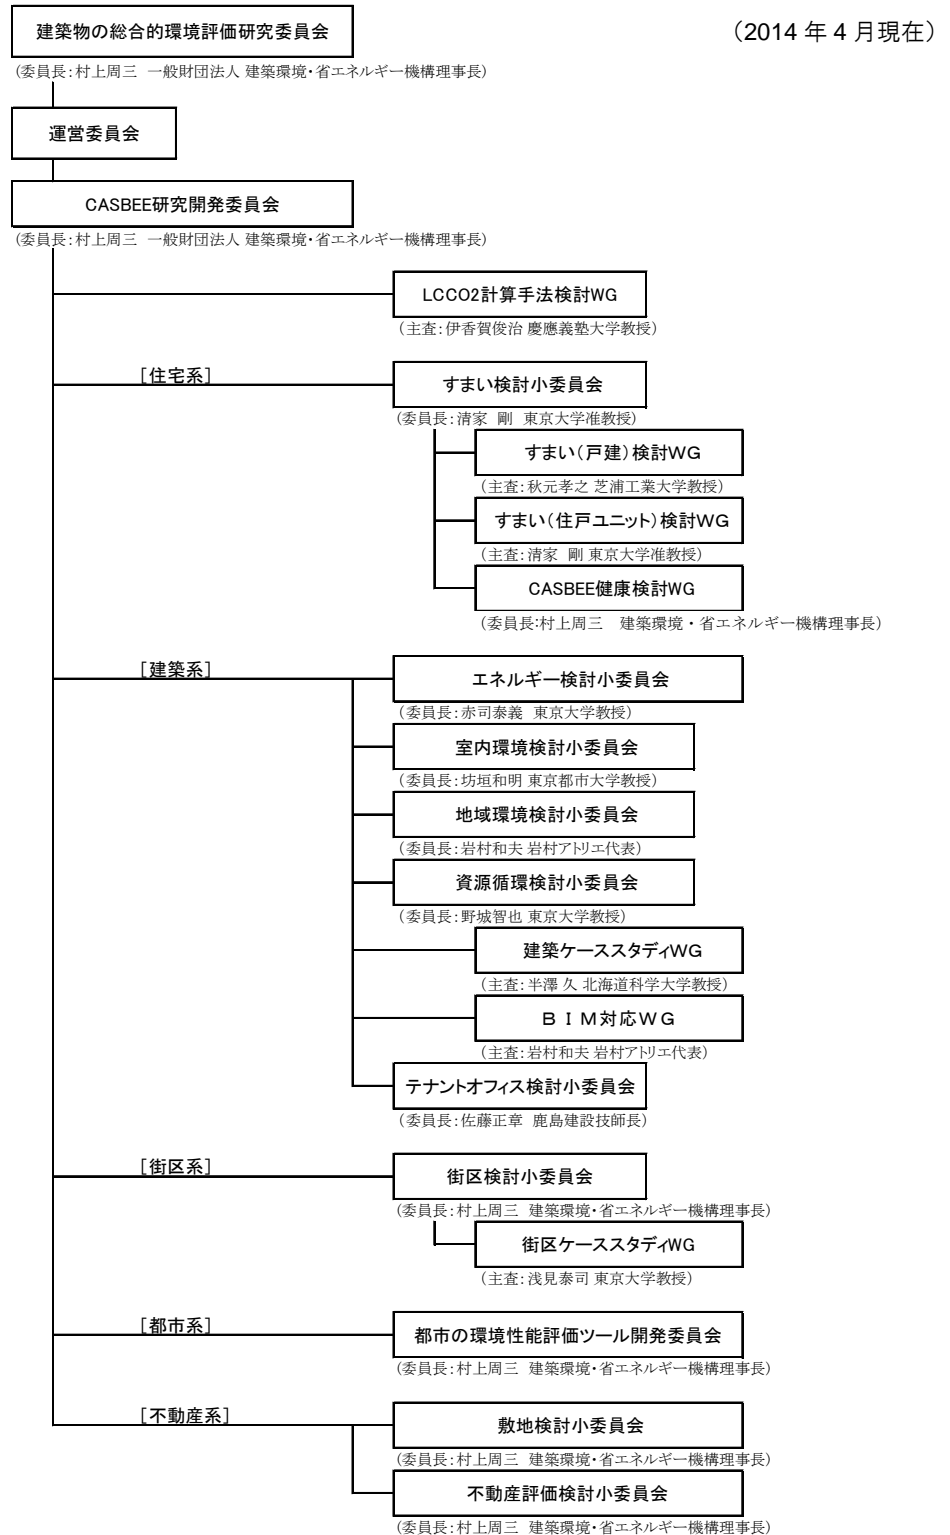 建築物の総合的環境評価研究委員会
（2014年4月現在）
（委員長：村上周三 一般財団法人 建築環境・省エネルギー機構理事長）
運営委員会
CASBEE研究開発委員会
（委員長：村上周三 一般財団法人 建築環境・省エネルギー機構理事長）
LCCO2計算手法検討WG
（主査：伊香賀俊治 慶應義塾大学教授）
［住宅系］
すまい検討小委員会
（委員長：清家 剛 東京大学准教授）
すまい（戸建）検討WG
（主査：秋元孝之 芝浦工業大学教授）
すまい（住戸ユニット）検討WG
（主査：清家 剛 東京大学准教授）
CASBEE健康検討WG
（委員長:村上周三 建築環境・省エネルギー機構理事長）
［建築系］
エネルギー検討小委員会
（委員長：赤司泰義 東京大学教授）
室内環境検討小委員会
（委員長：坊垣和明 東京都市大学教授）
地域環境検討小委員会
（委員長：岩村和夫 岩村アトリエ代表）
資源循環検討小委員会
（委員長：野城智也 東京大学教授）
建築ケーススタディWG
（主査：半澤 久 北海道科学大学教授）
ＢＩＭ対応ＷＧ
（主査：岩村和夫 岩村アトリエ代表）
テナントオフィス検討小委員会
（委員長：佐藤正章 鹿島建設技師長）
［街区系］
街区検討小委員会
（委員長：村上周三 建築環境・省エネルギー機構理事長）
街区ケーススタディWG
（主査：浅見泰司 東京大学教授）
［都市系］
都市の環境性能評価ツール開発委員会
（委員長：村上周三 建築環境・省エネルギー機構理事長）
［不動産系］
敷地検討小委員会
（委員長：村上周三 建築環境・省エネルギー機構理事長）
不動産評価検討小委員会
（委員長：村上周三 建築環境・省エネルギー機構理事長）